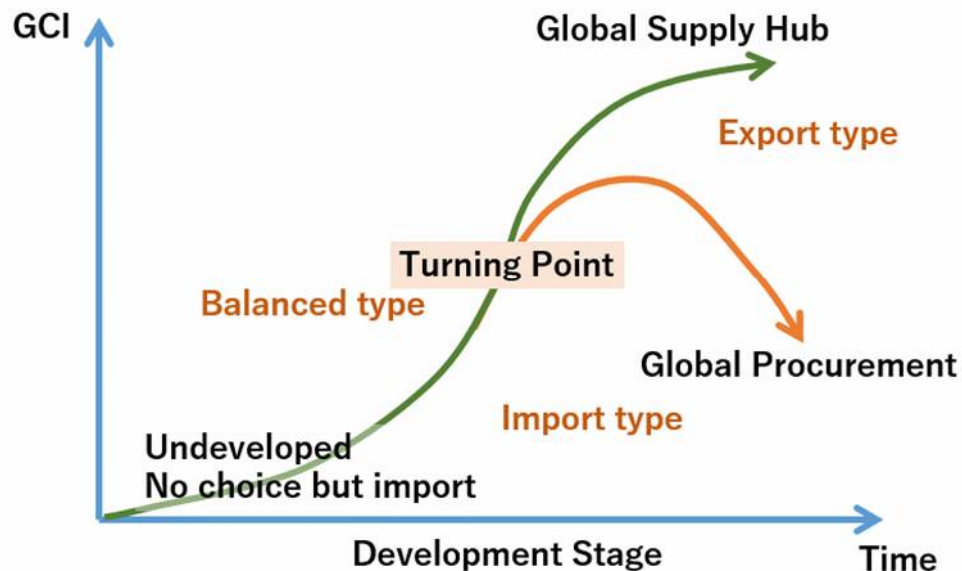 GCI
Global Supply Hub
Export type
Turning Point
Balanced type
Global Procurement
Import type
Undeveloped
No choice but import
Development Stage
Time